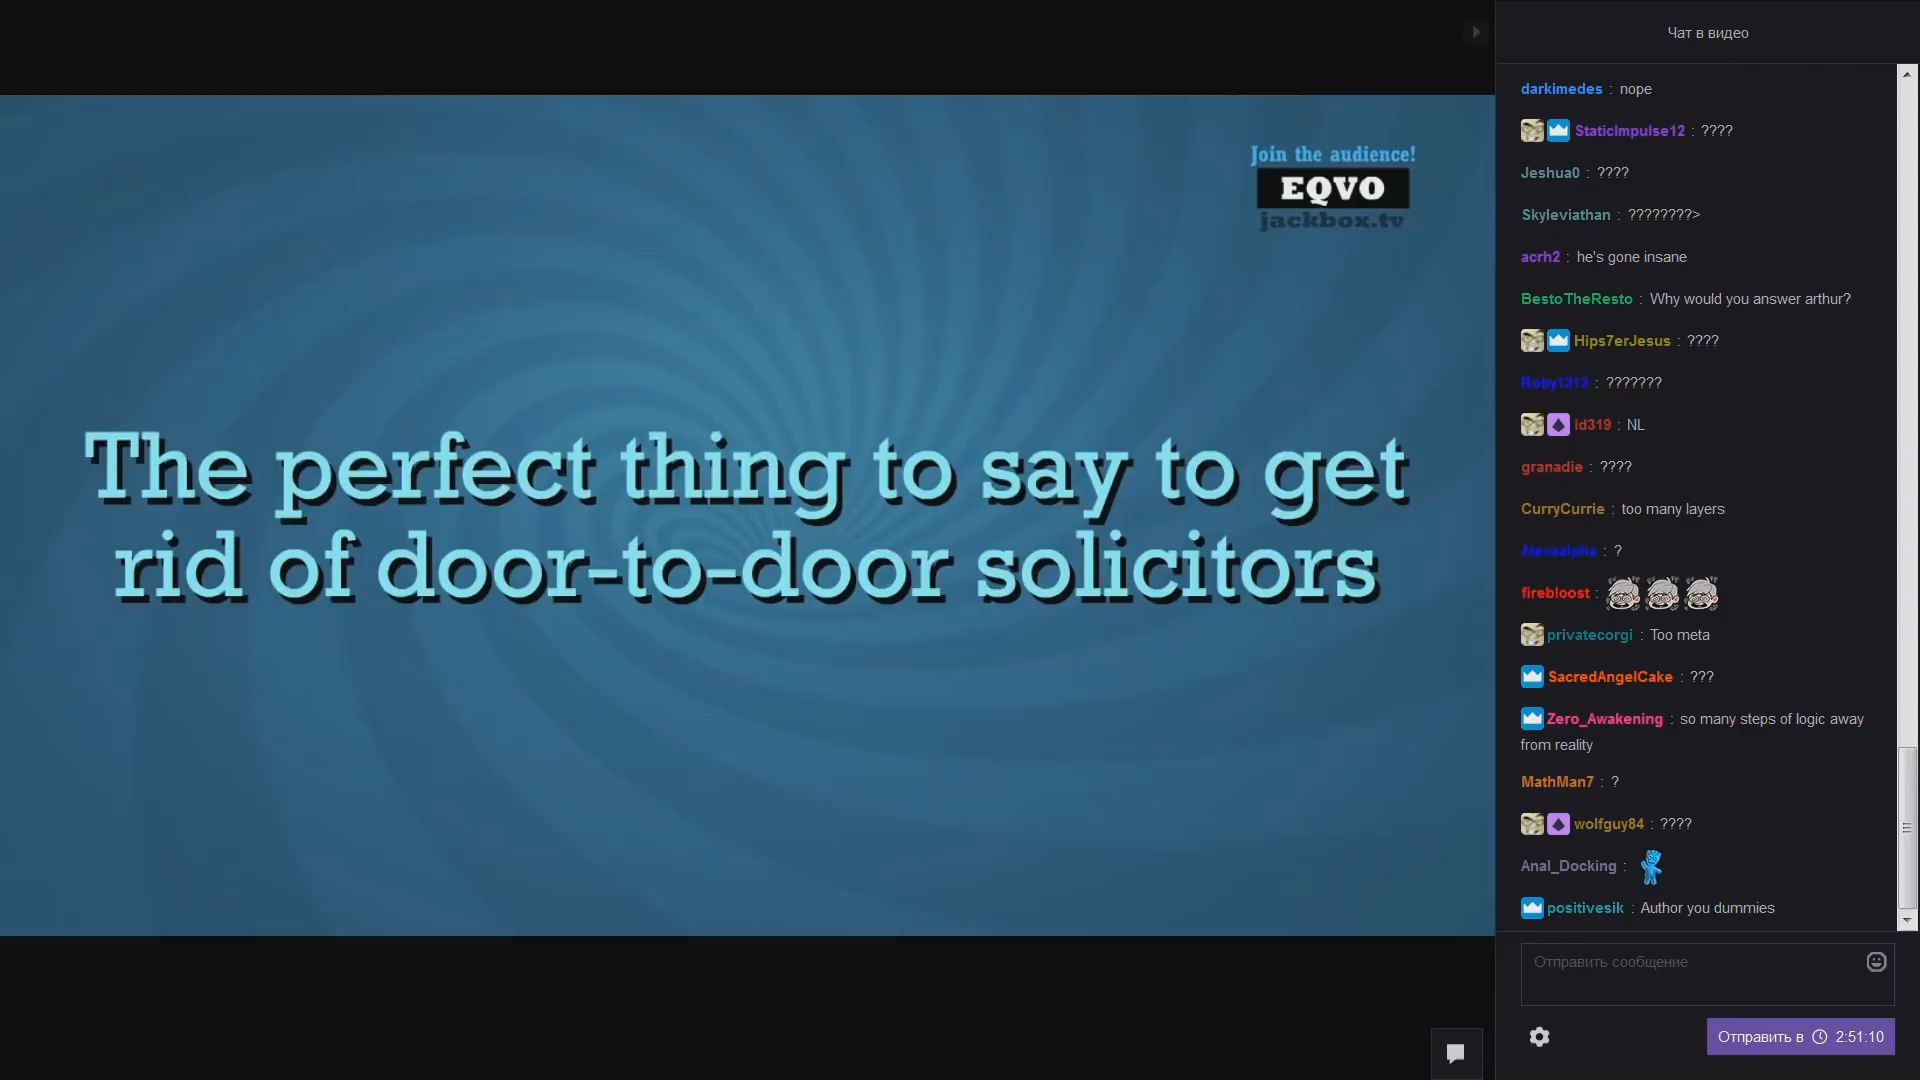 Join the audience!
EQVO
jackbox.tv
The perfect thing to say to get
rid of door-to-door solicitors
Чат в видео
darkimedes : nope
StaticImpulse12 : ????
Jeshua0 : ????
Skyleviathan : ????????>
acrh2 : he's gone insane
BestoTheResto : Why would you answer arthur?
Hips7erJesus : ????
Roby1313 : ???????
id319 : NL
granadie : ????
CurryCurrie : too many layers
Alexaalpha : ?
firebloost :
privatecorgi : Too meta
SacredAngelCake : ???
Zero_Awakening : so many steps of logic away
from reality
MathMan7 : ?
wolfguy84 : ????
Anal_Docking :
positivesik : Author you dummies
Отправить сообщение
Отправить в 2:51:10